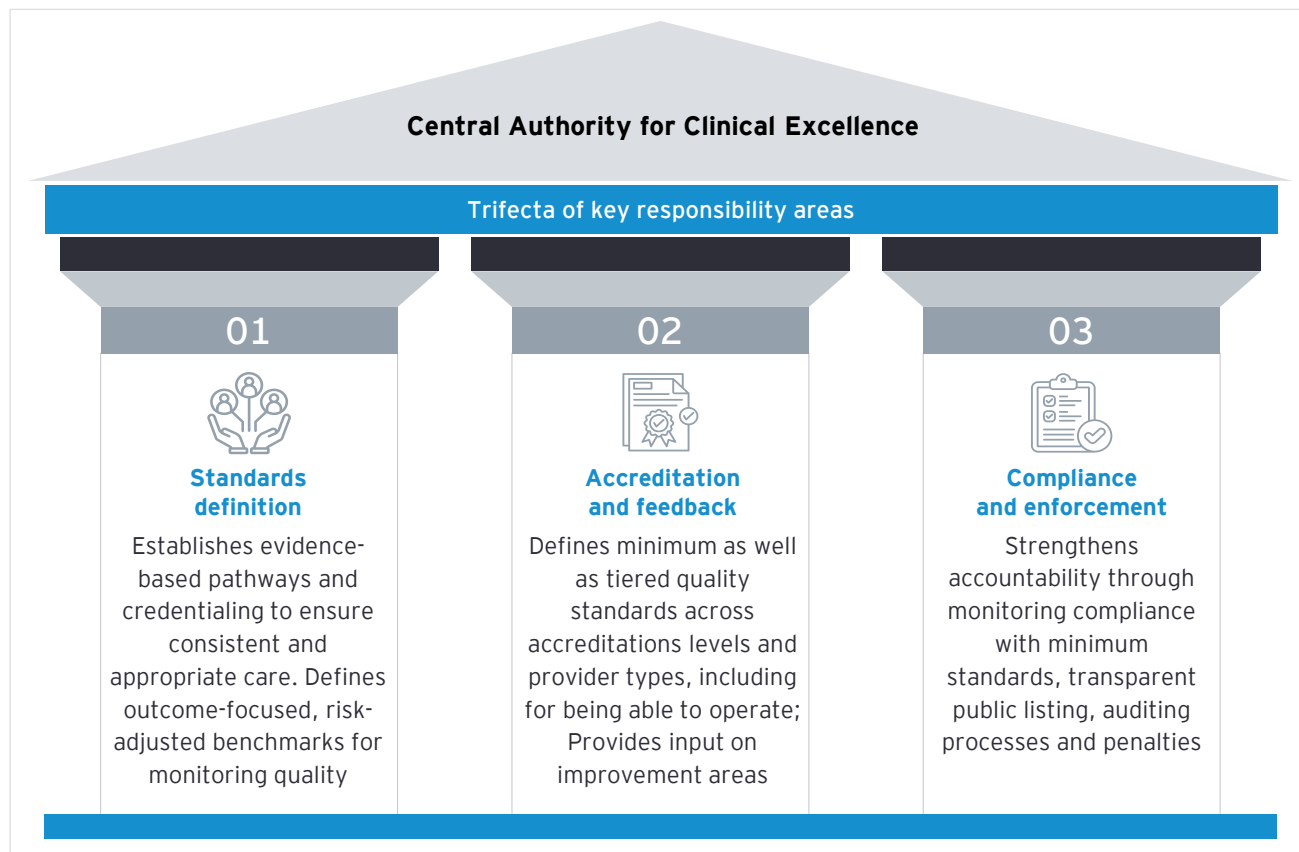 Central Authority for Clinical Excellence
Trifecta of key responsibility areas
01
Standards
definition
Establishes evidence-
based pathways and
credentialing to ensure
consistent and
appropriate care. Defines
outcome-focused, risk-
adjusted benchmarks for
monitoring quality
02
Accreditation
and feedback
Defines minimum as well
as tiered quality
standards across
accreditations levels and
provider types, including
for being able to operate;
Provides input on
improvement areas
03
Compliance
and enforcement
Strengthens
accountability through
monitoring compliance
with minimum
standards, transparent
public listing, auditing
processes and penalties